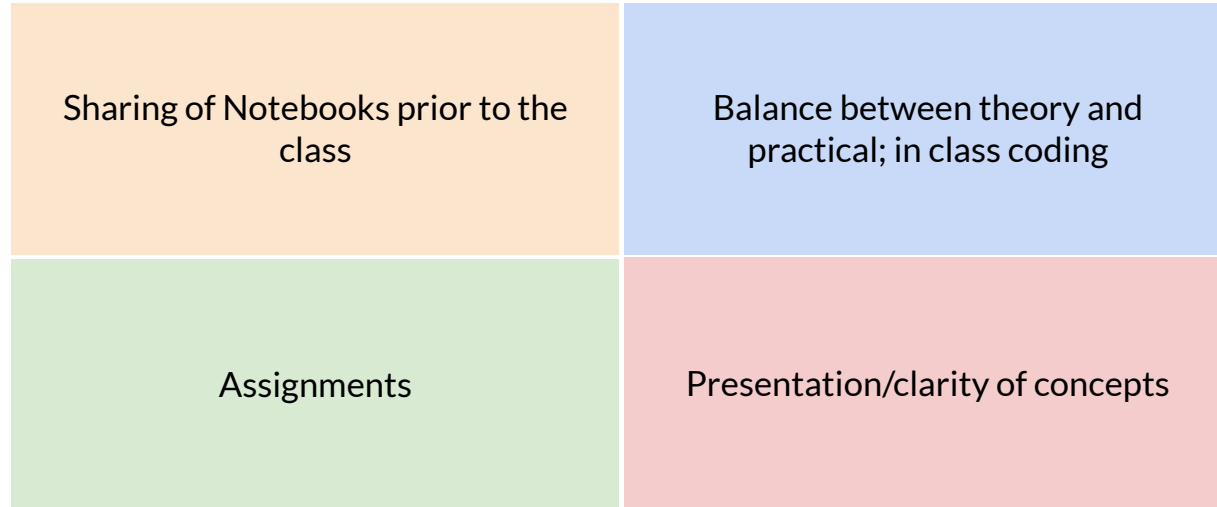 Sharing of Notebooks prior to the
class
Balance between theory and
practical; in class coding
Assignments
Presentation/clarity of concepts